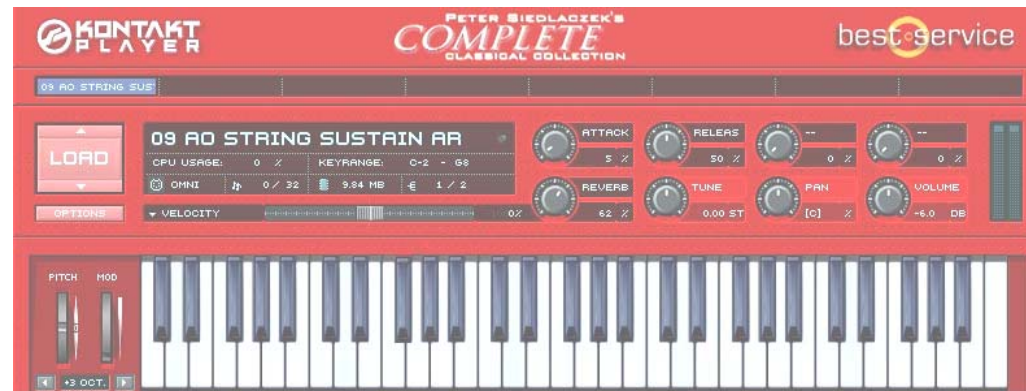 KONTAKT PLAYER
PETER SIEDLACZEK'S
COMPLETE
CLASSICAL COLLECTION
best service
09 AO STRING SUS
LOAD
OPTIONS
09 AO STRING SUSTAIN AR
CPU USAGE: 0 % KEYRANGE: C-2 - G8
OMNI 0 / 32 9.84 MB 1 / 2
VELOCITY 0%
ATTACK 5 %
RELEAS 50 %
-- 0 %
-- 0 %
REVERB 62 %
TUNE 0.00 ST
PAN [C] %
VOLUME -6.0 DB
PITCH MOD
0
+3 OCT.